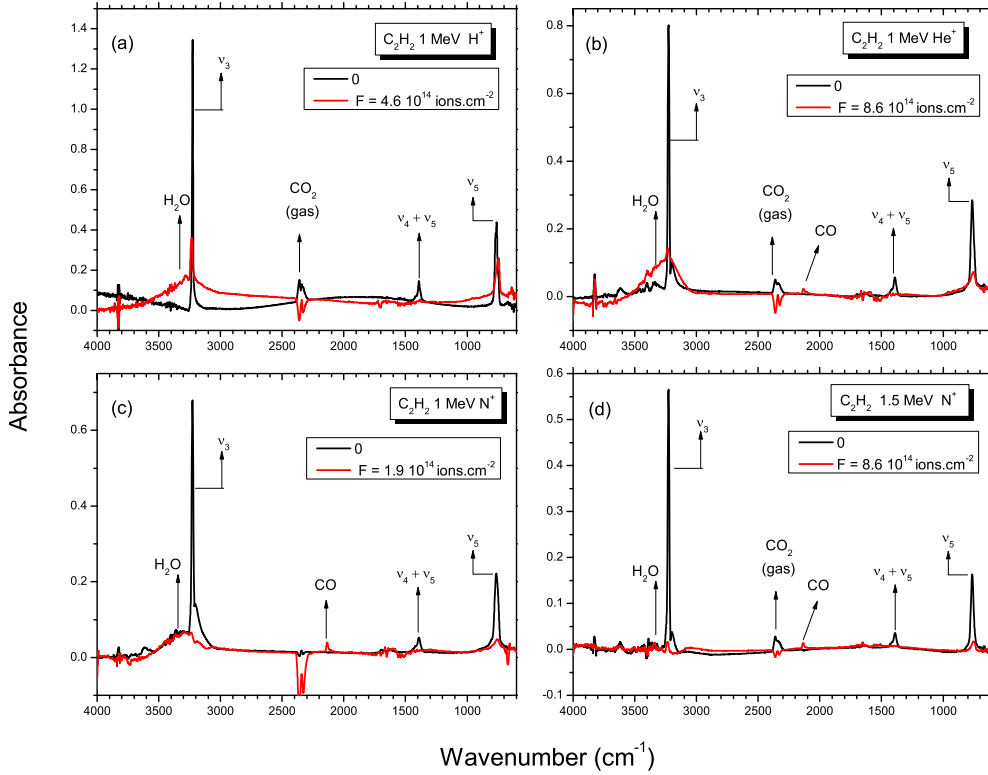 Absorbance
(a)
C2H2 1 MeV H+
0
F = 4.6 10^14 ions.cm^-2
ν3
H2O
CO2
(gas)
ν4 + ν5
ν5
1.4
1.2
1.0
0.8
0.6
0.4
0.2
0.0
4000 3500 3000 2500 2000 1500 1000
(b)
C2H2 1 MeV He+
0
F = 8.6 10^14 ions.cm^-2
ν3
H2O
CO2
(gas)
CO
ν4 + ν5
ν5
0.8
0.6
0.4
0.2
0.0
4000 3500 3000 2500 2000 1500 1000
(c)
C2H2 1 MeV N+
0
F = 1.9 10^14 ions.cm^-2
ν3
H2O
CO
ν4 + ν5
ν5
0.6
0.4
0.2
0.0
4000 3500 3000 2500 2000 1500 1000
(d)
C2H2 1.5 MeV N+
0
F = 8.6 10^14 ions.cm^-2
ν3
H2O
CO2
(gas)
CO
ν4 + ν5
ν5
0.6
0.5
0.4
0.3
0.2
0.1
0.0
-0.1
4000 3500 3000 2500 2000 1500 1000
Wavenumber (cm^-1)